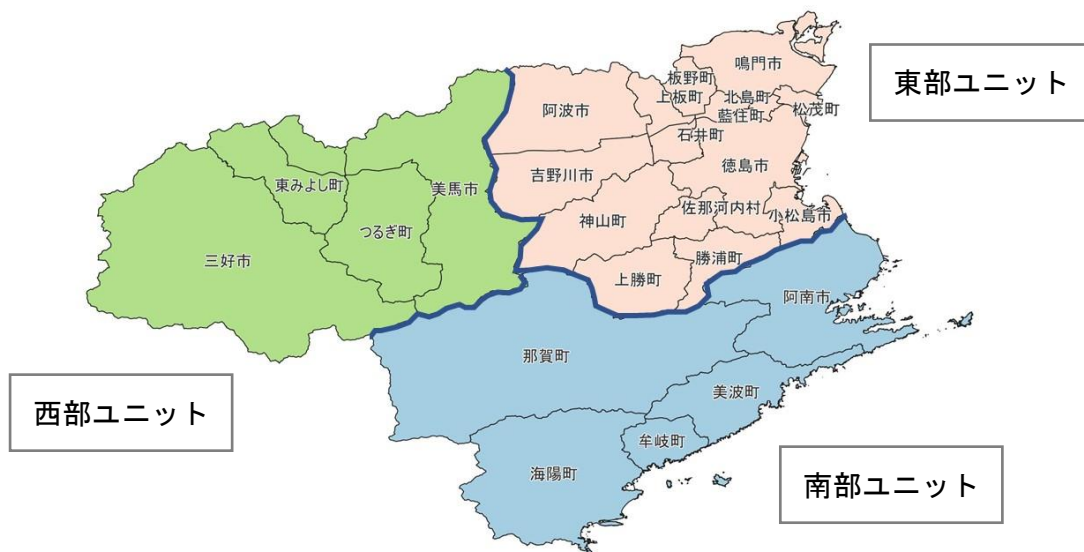 鳴門市
東部ユニット
板野町
阿波市
上板町
北島町
松茂町
藍住町
石井町
徳島市
吉野川市
美馬市
東みよし町
佐那河内村
神山町
小松島市
つるぎ町
三好市
勝浦町
上勝町
阿南市
那賀町
美波町
西部ユニット
牟岐町
海陽町
南部ユニット